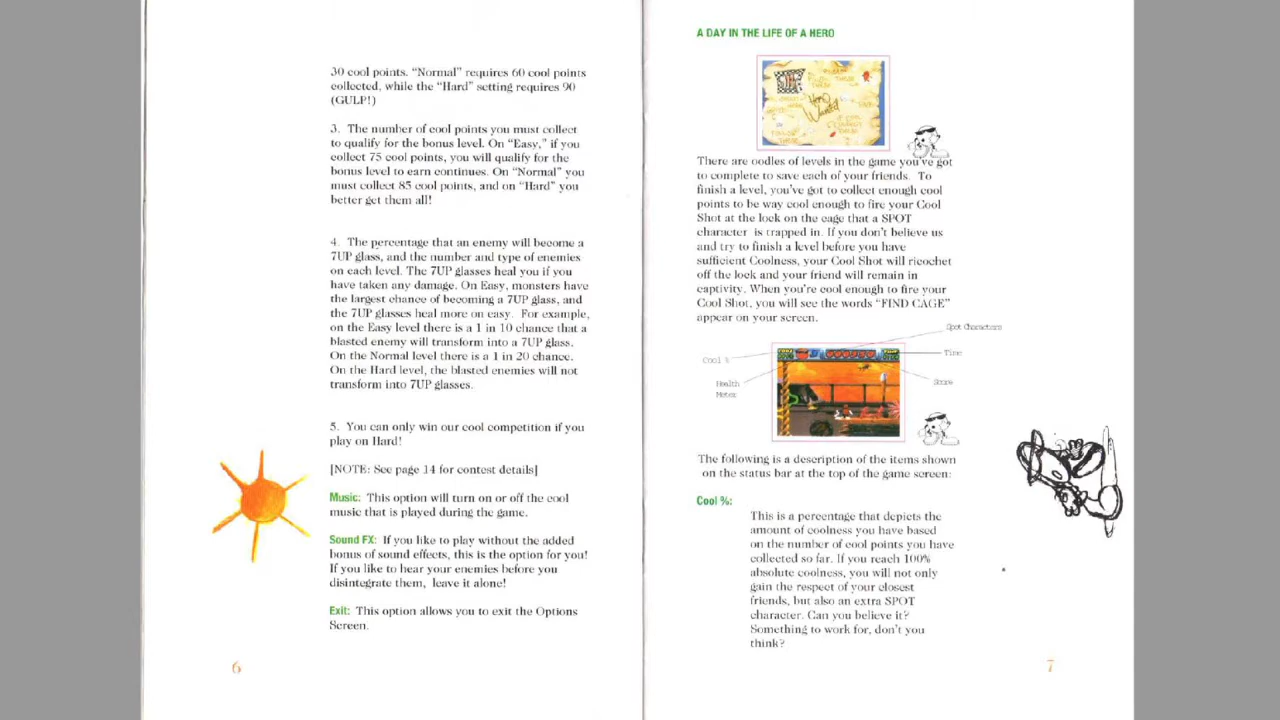 30 cool points. “Normal” requires 60 cool points
collected, while the “Hard” setting requires 90
(GULP!)
3. The number of cool points you must collect
to qualify for the bonus level. On “Easy,” if you
collect 75 cool points, you will qualify for the
bonus level to earn continues. On “Normal” you
must collect 85 cool points, and on “Hard” you
better get them all!
4. The percentage that an enemy will become a
7UP glass, and the number and type of enemies
on each level. The 7UP glasses heal you if you
have taken any damage. On Easy, monsters have
the largest chance of becoming a 7UP glass, and
the 7UP glasses heal more on easy. For example,
on the Easy level there is a 1 in 10 chance that a
blasted enemy will transform into a 7UP glass.
On the Normal level there is a 1 in 20 chance.
On the Hard level, the blasted enemies will not
transform into 7UP glasses.
5. You can only win our cool competition if you
play on Hard!
[NOTE: See page 14 for contest details]
Music: This option will turn on or off the cool
music that is played during the game.
Sound FX: If you like to play without the added
bonus of sound effects, this is the option for you!
If you like to hear your enemies before you
disintegrate them, leave it alone!
Exit: This option allows you to exit the Options
Screen.
6
A DAY IN THE LIFE OF A HERO
Hero
Wanted
There are oodles of levels in the game you've got
to complete to save each of your friends. To
finish a level, you've got to collect enough cool
points to be way cool enough to fire your Cool
Shot at the lock on the cage that a SPOT
character is trapped in. If you don't believe us
and try to finish a level before you have
sufficient Coolness, your Cool Shot will ricochet
off the lock and your friend will remain in
captivity. When you're cool enough to fire your
Cool Shot, you will see the words “FIND CAGE”
appear on your screen.
Spot Characters
Cool %
Time
Health
Meter
Score
The following is a description of the items shown
on the status bar at the top of the game screen:
Cool %:
This is a percentage that depicts the
amount of coolness you have based
on the number of cool points you have
collected so far. If you reach 100%
absolute coolness, you will not only
gain the respect of your closest
friends, but also an extra SPOT
character. Can you believe it?
Something to work for, don't you
think?
7